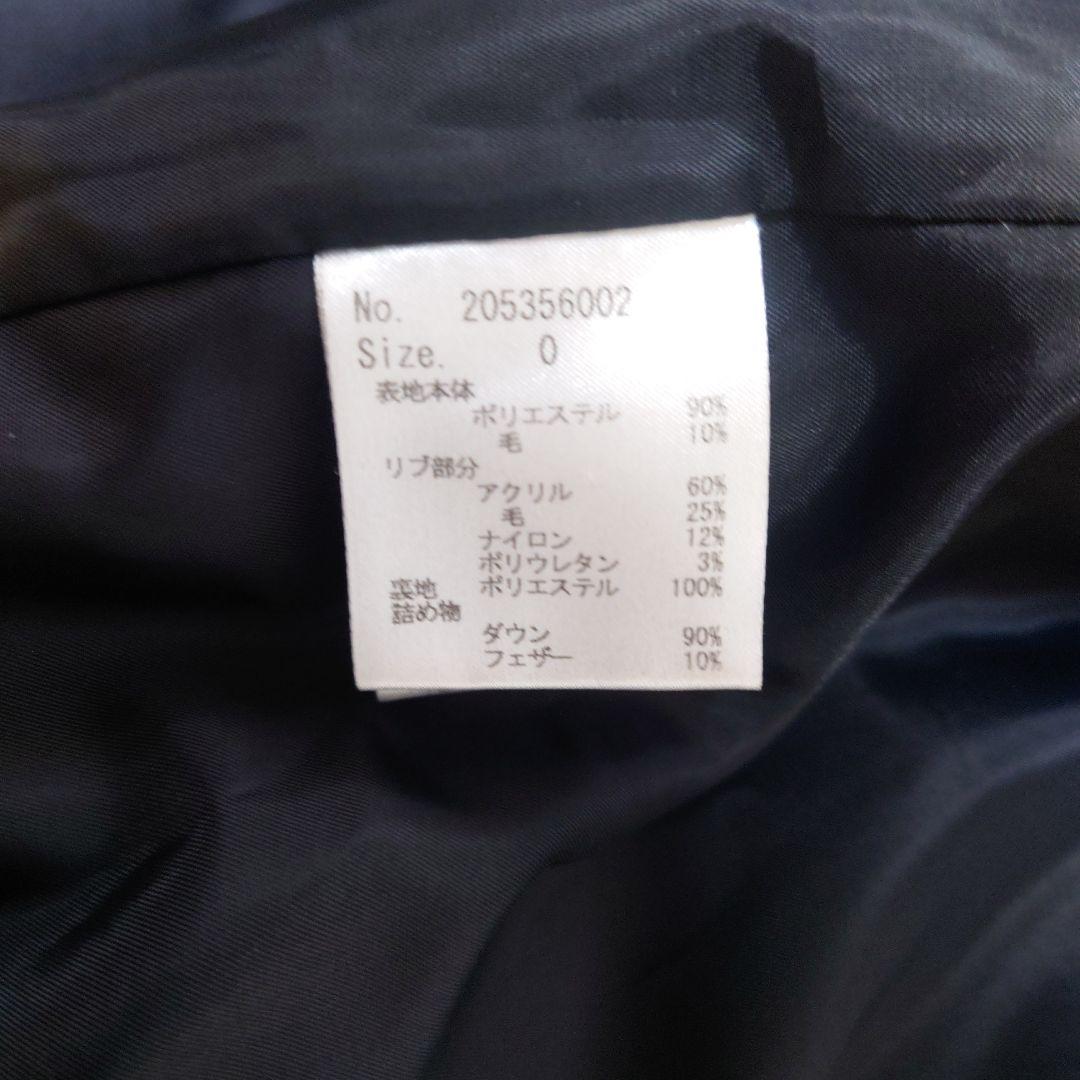 No. 205356002
Size. 0
表地本体
ポリエステル 90%
毛 10%
リブ部分
アクリル 60%
毛 25%
ナイロン 12%
ポリウレタン 3%
裏地 ポリエステル 100%
詰め物
ダウン 90%
フェザー 10%